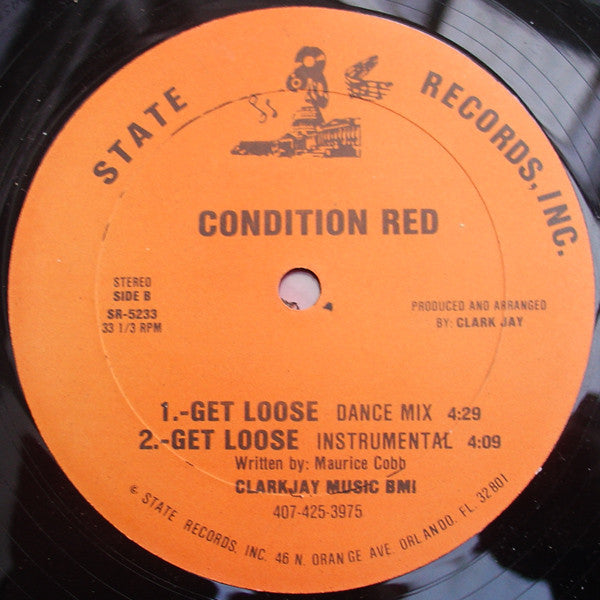 STATE RECORDS, INC.
CONDITION RED
STEREO
SIDE B
SR-5233
33 1/3 RPM
PRODUCED AND ARRANGED
BY: CLARK JAY
1.-GET LOOSE DANCE MIX 4:29
2.-GET LOOSE INSTRUMENTAL 4:09
Written by: Maurice Cobb
CLARKJAY MUSIC BMI
407-425-3975
© STATE RECORDS, INC. 46 N. ORANGE AVE. ORLANDO, FL. 32801